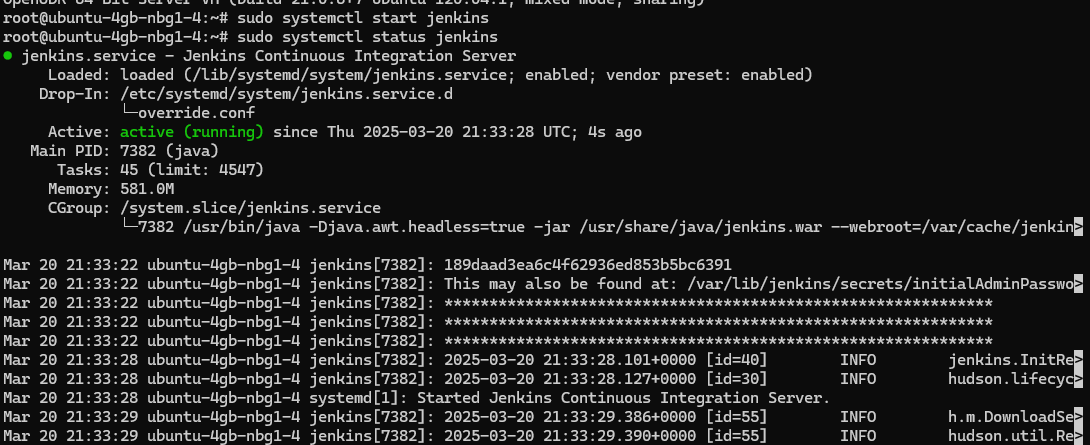 OpenJDK 64-Bit Server VM (build 21.0.6+7-Ubuntu-120.04.1, mixed mode, sharing)
root@ubuntu-4gb-nbg1-4:~# sudo systemctl start jenkins
root@ubuntu-4gb-nbg1-4:~# sudo systemctl status jenkins
● jenkins.service - Jenkins Continuous Integration Server
Loaded: loaded (/lib/systemd/system/jenkins.service; enabled; vendor preset: enabled)
Drop-In: /etc/systemd/system/jenkins.service.d
└─override.conf
Active: active (running) since Thu 2025-03-20 21:33:28 UTC; 4s ago
Main PID: 7382 (java)
Tasks: 45 (limit: 4547)
Memory: 581.0M
CGroup: /system.slice/jenkins.service
└─7382 /usr/bin/java -Djava.awt.headless=true -jar /usr/share/java/jenkins.war --webroot=/var/cache/jenkin>
Mar 20 21:33:22 ubuntu-4gb-nbg1-4 jenkins[7382]: 189daad3ea6c4f62936ed853b5bc6391
Mar 20 21:33:22 ubuntu-4gb-nbg1-4 jenkins[7382]: This may also be found at: /var/lib/jenkins/secrets/initialAdminPasswo>
Mar 20 21:33:22 ubuntu-4gb-nbg1-4 jenkins[7382]: *************************************************************
Mar 20 21:33:22 ubuntu-4gb-nbg1-4 jenkins[7382]: *************************************************************
Mar 20 21:33:22 ubuntu-4gb-nbg1-4 jenkins[7382]: *************************************************************
Mar 20 21:33:28 ubuntu-4gb-nbg1-4 jenkins[7382]: 2025-03-20 21:33:28.101+0000 [id=40] INFO jenkins.InitRe>
Mar 20 21:33:28 ubuntu-4gb-nbg1-4 jenkins[7382]: 2025-03-20 21:33:28.127+0000 [id=30] INFO hudson.lifecyc>
Mar 20 21:33:28 ubuntu-4gb-nbg1-4 systemd[1]: Started Jenkins Continuous Integration Server.
Mar 20 21:33:29 ubuntu-4gb-nbg1-4 jenkins[7382]: 2025-03-20 21:33:29.386+0000 [id=55] INFO h.m.DownloadSe>
Mar 20 21:33:29 ubuntu-4gb-nbg1-4 jenkins[7382]: 2025-03-20 21:33:29.390+0000 [id=55] INFO hudson.util.Re>